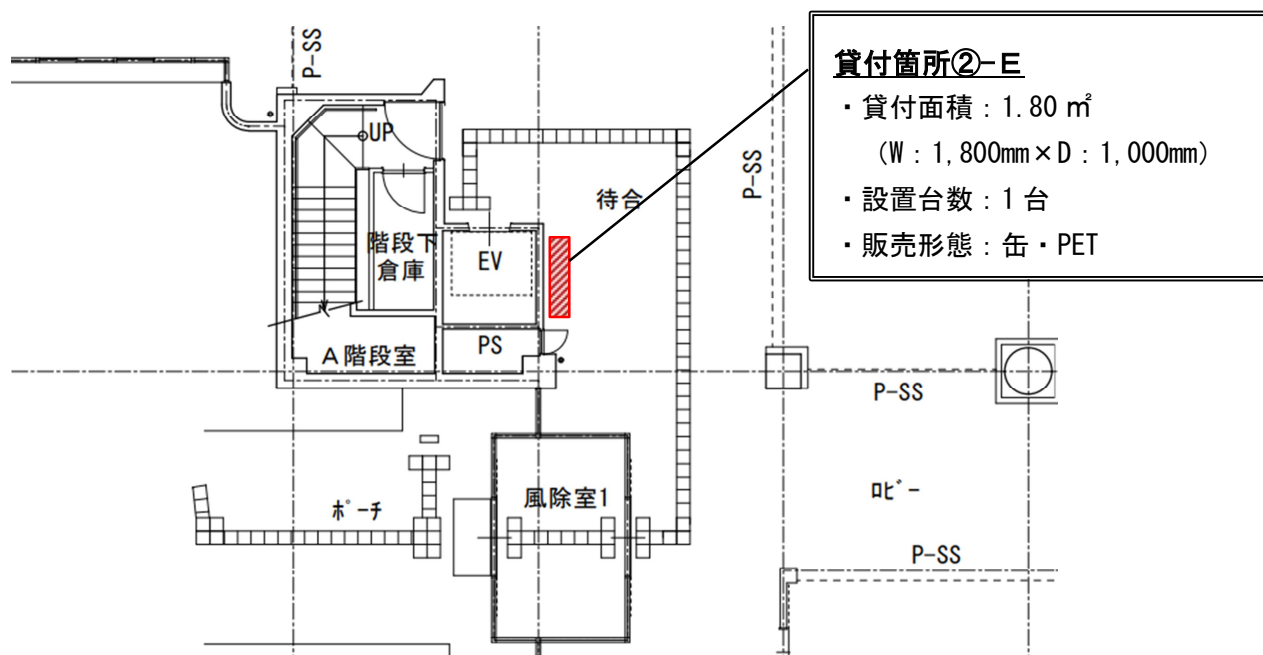 貸付箇所②-E
・貸付面積：1.80 ㎡
（W：1,800mm×D：1,000mm）
・設置台数：1 台
・販売形態：缶・PET
P-SS
UP
待合
P-SS
階段下
倉庫
EV
A階段室
PS
P-SS
ﾎﾟｰﾁ
風除室1
ﾛﾋﾞｰ
P-SS